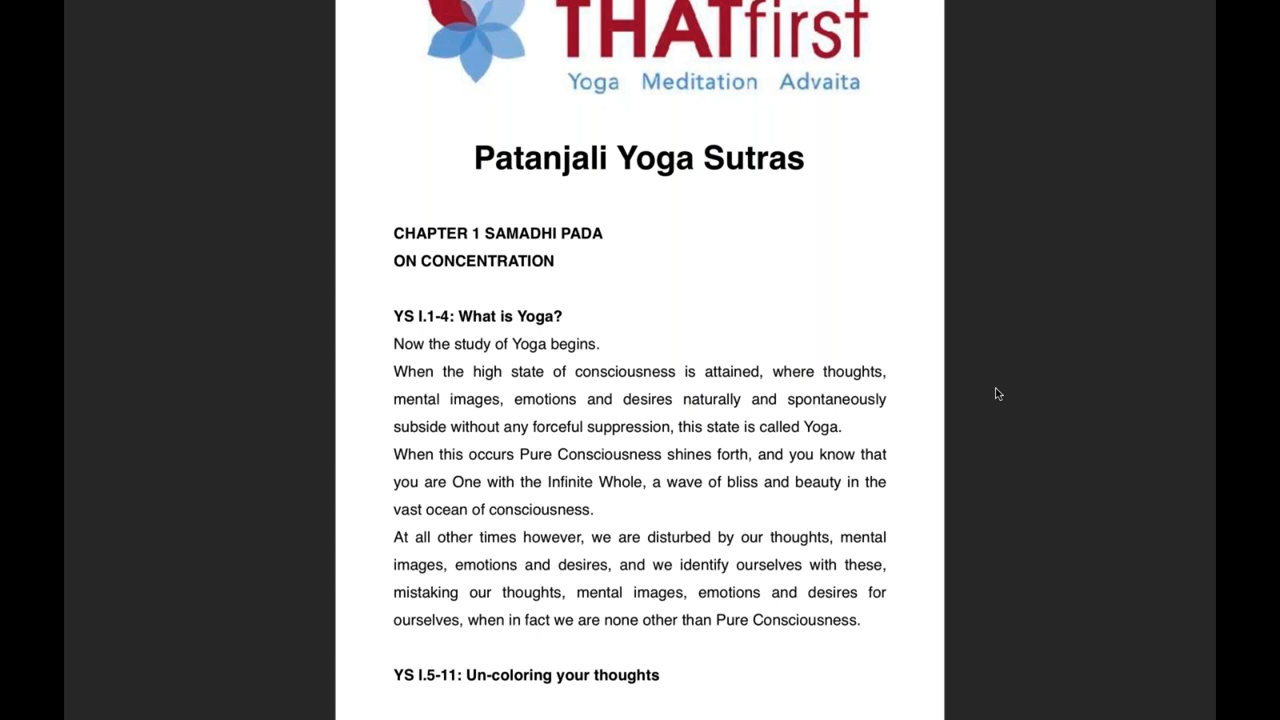 THATfirst
Yoga Meditation Advaita
Patanjali Yoga Sutras
CHAPTER 1 SAMADHI PADA
ON CONCENTRATION
YS I.1-4: What is Yoga?
Now the study of Yoga begins.
When the high state of consciousness is attained, where thoughts,
mental images, emotions and desires naturally and spontaneously
subside without any forceful suppression, this state is called Yoga.
When this occurs Pure Consciousness shines forth, and you know that
you are One with the Infinite Whole, a wave of bliss and beauty in the
vast ocean of consciousness.
At all other times however, we are disturbed by our thoughts, mental
images, emotions and desires, and we identify ourselves with these,
mistaking our thoughts, mental images, emotions and desires for
ourselves, when in fact we are none other than Pure Consciousness.
YS I.5-11: Un-coloring your thoughts